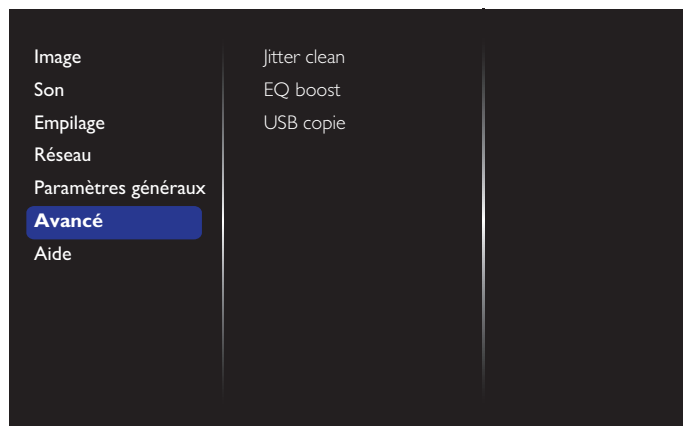 Image
Son
Empilage
Réseau
Paramètres généraux
Avancé
Aide
Jitter clean
EQ boost
USB copie